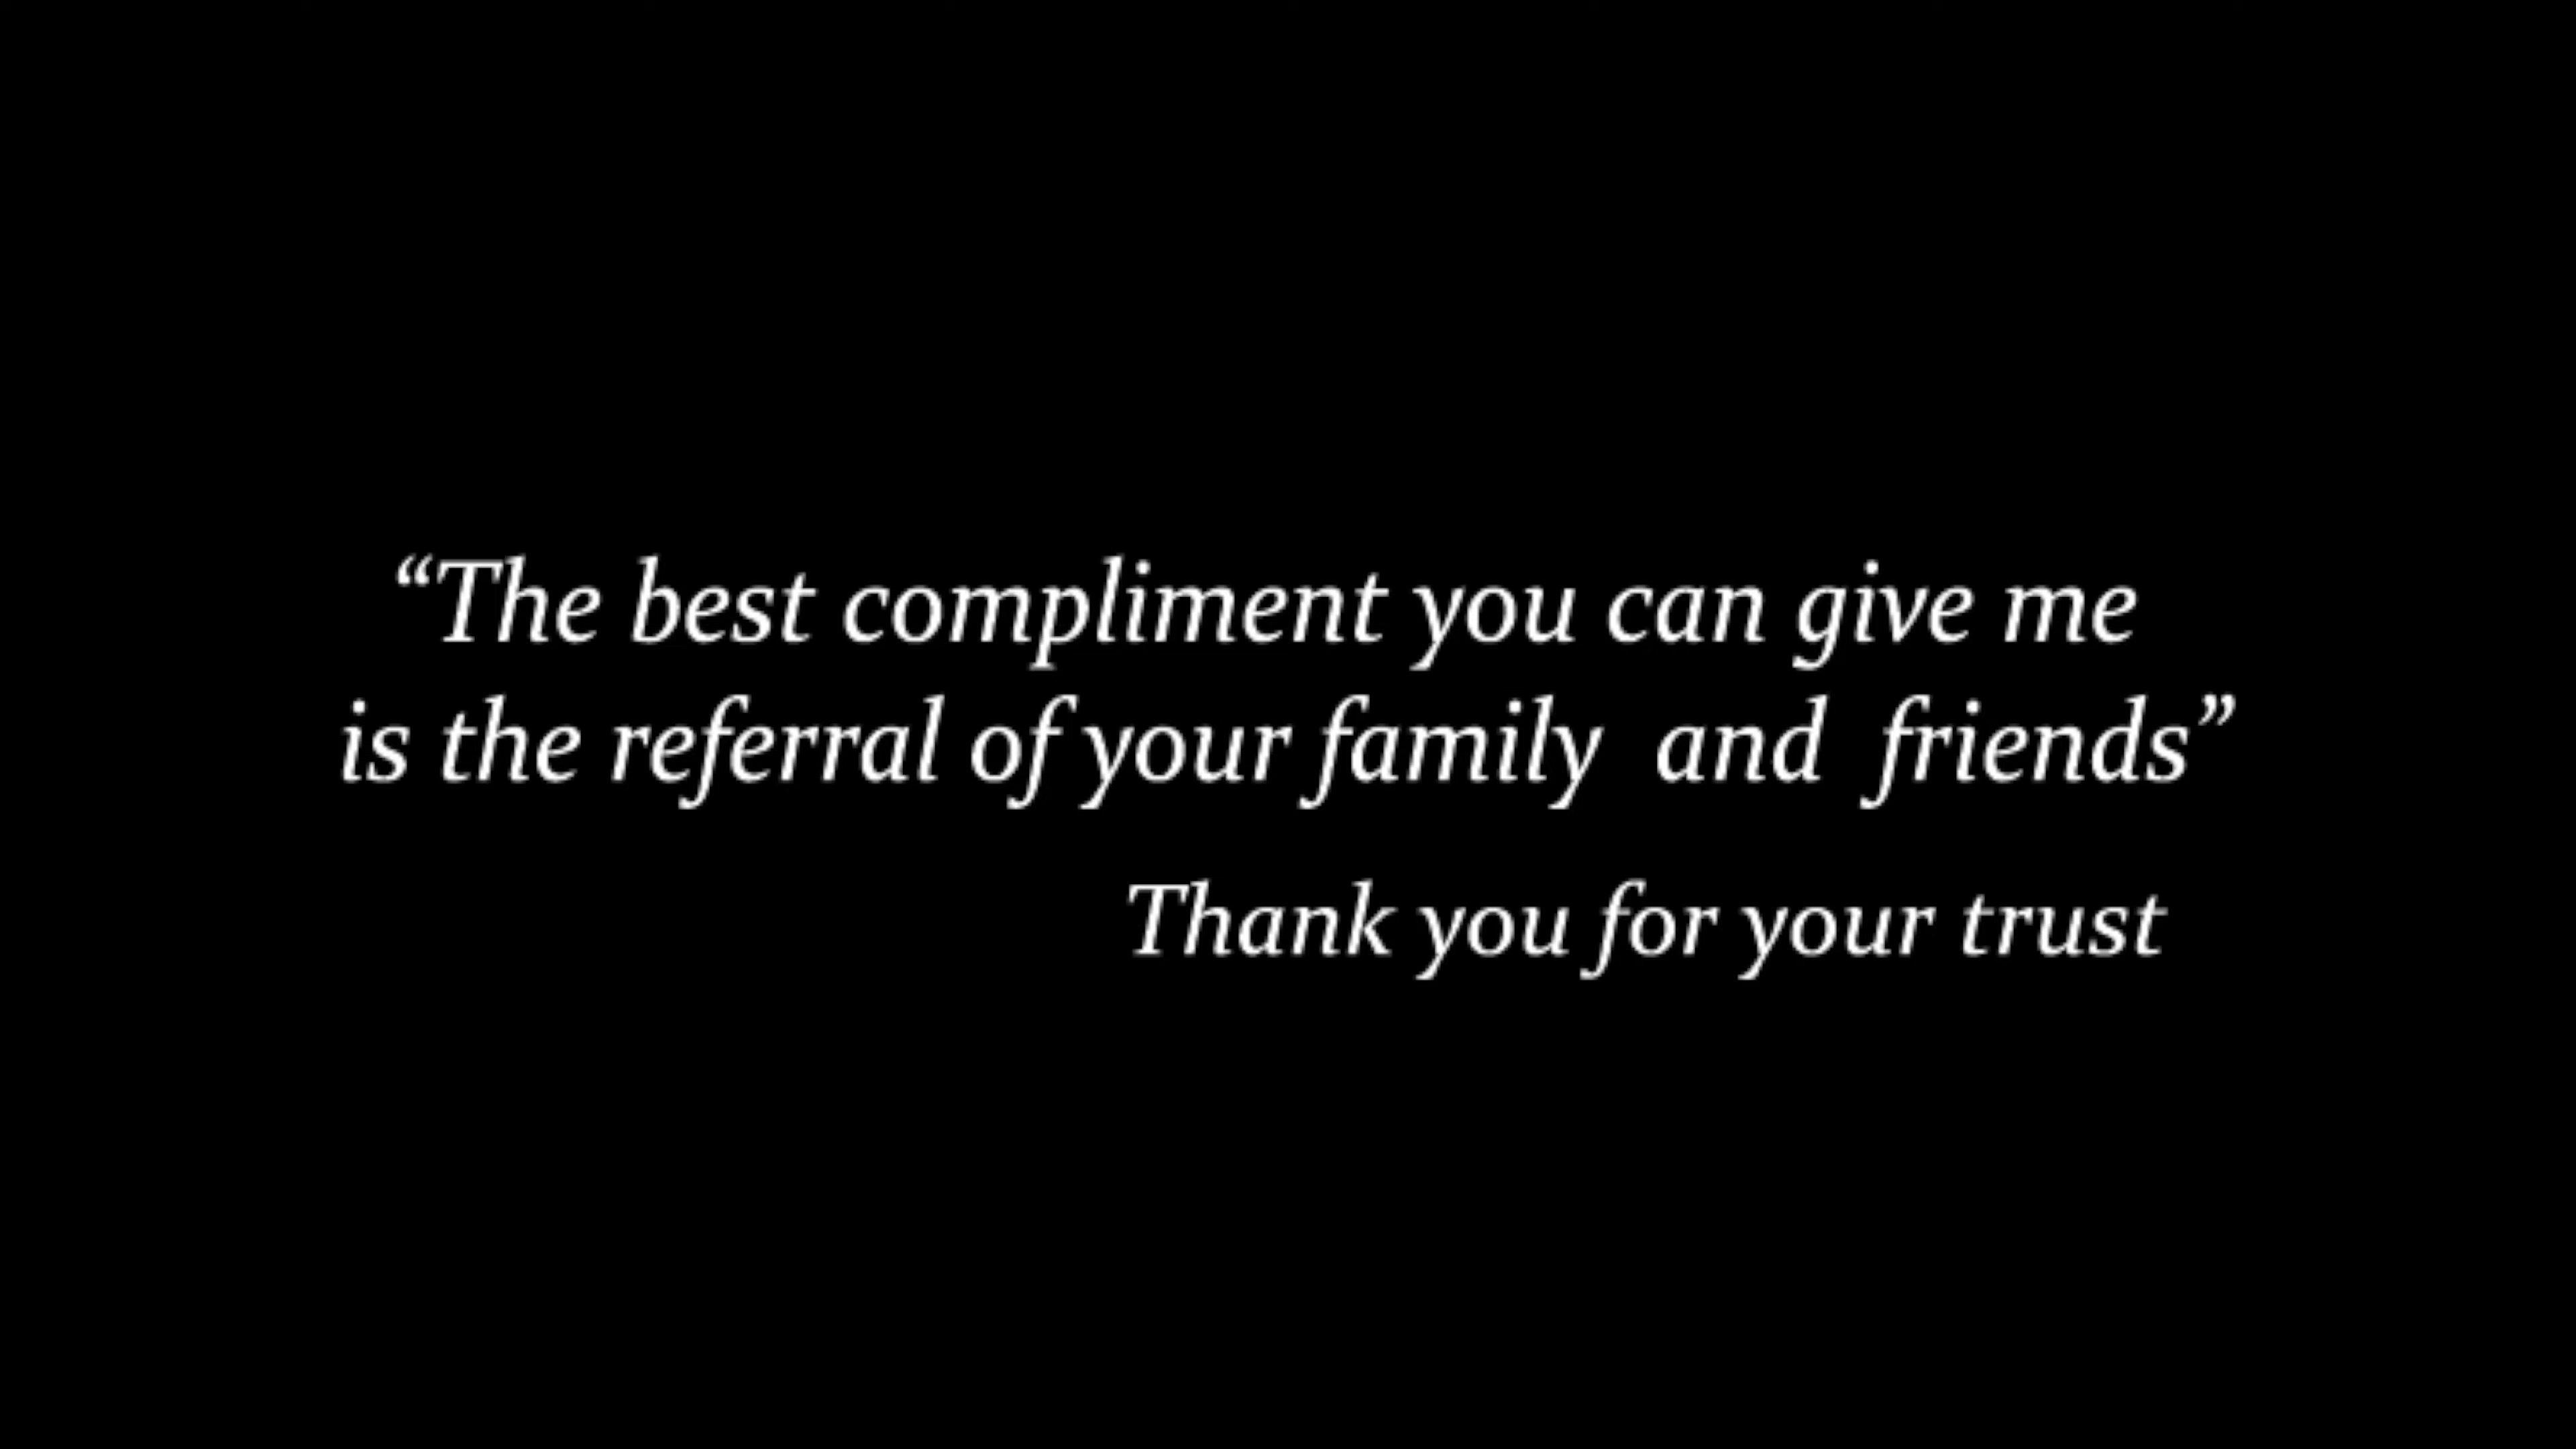 “The best compliment you can give me
is the referral of your family and friends”
Thank you for your trust